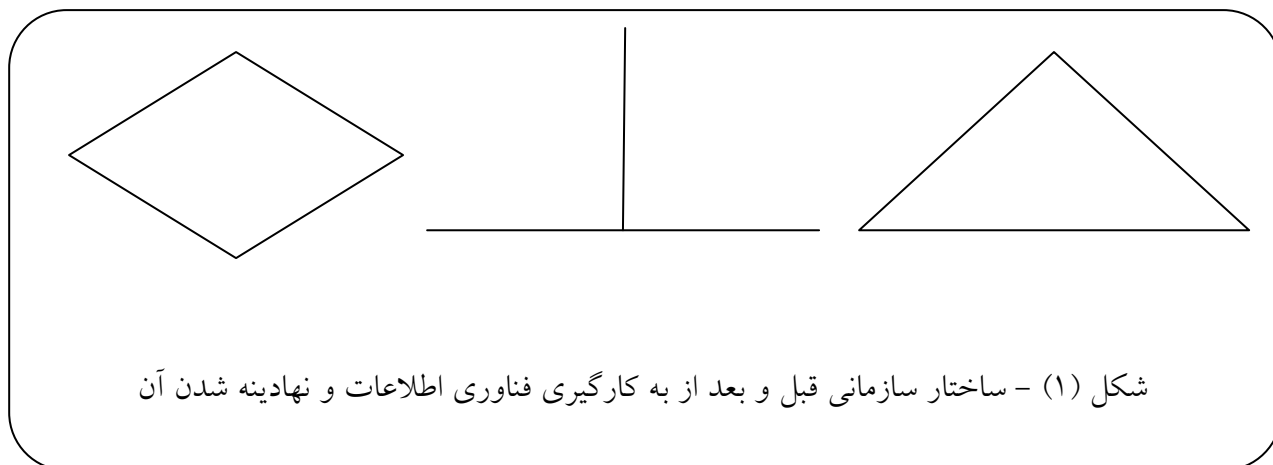 شکل (۱) - ساختار سازمانی قبل و بعد از به کارگیری فناوری اطلاعات و نهادینه شدن آن